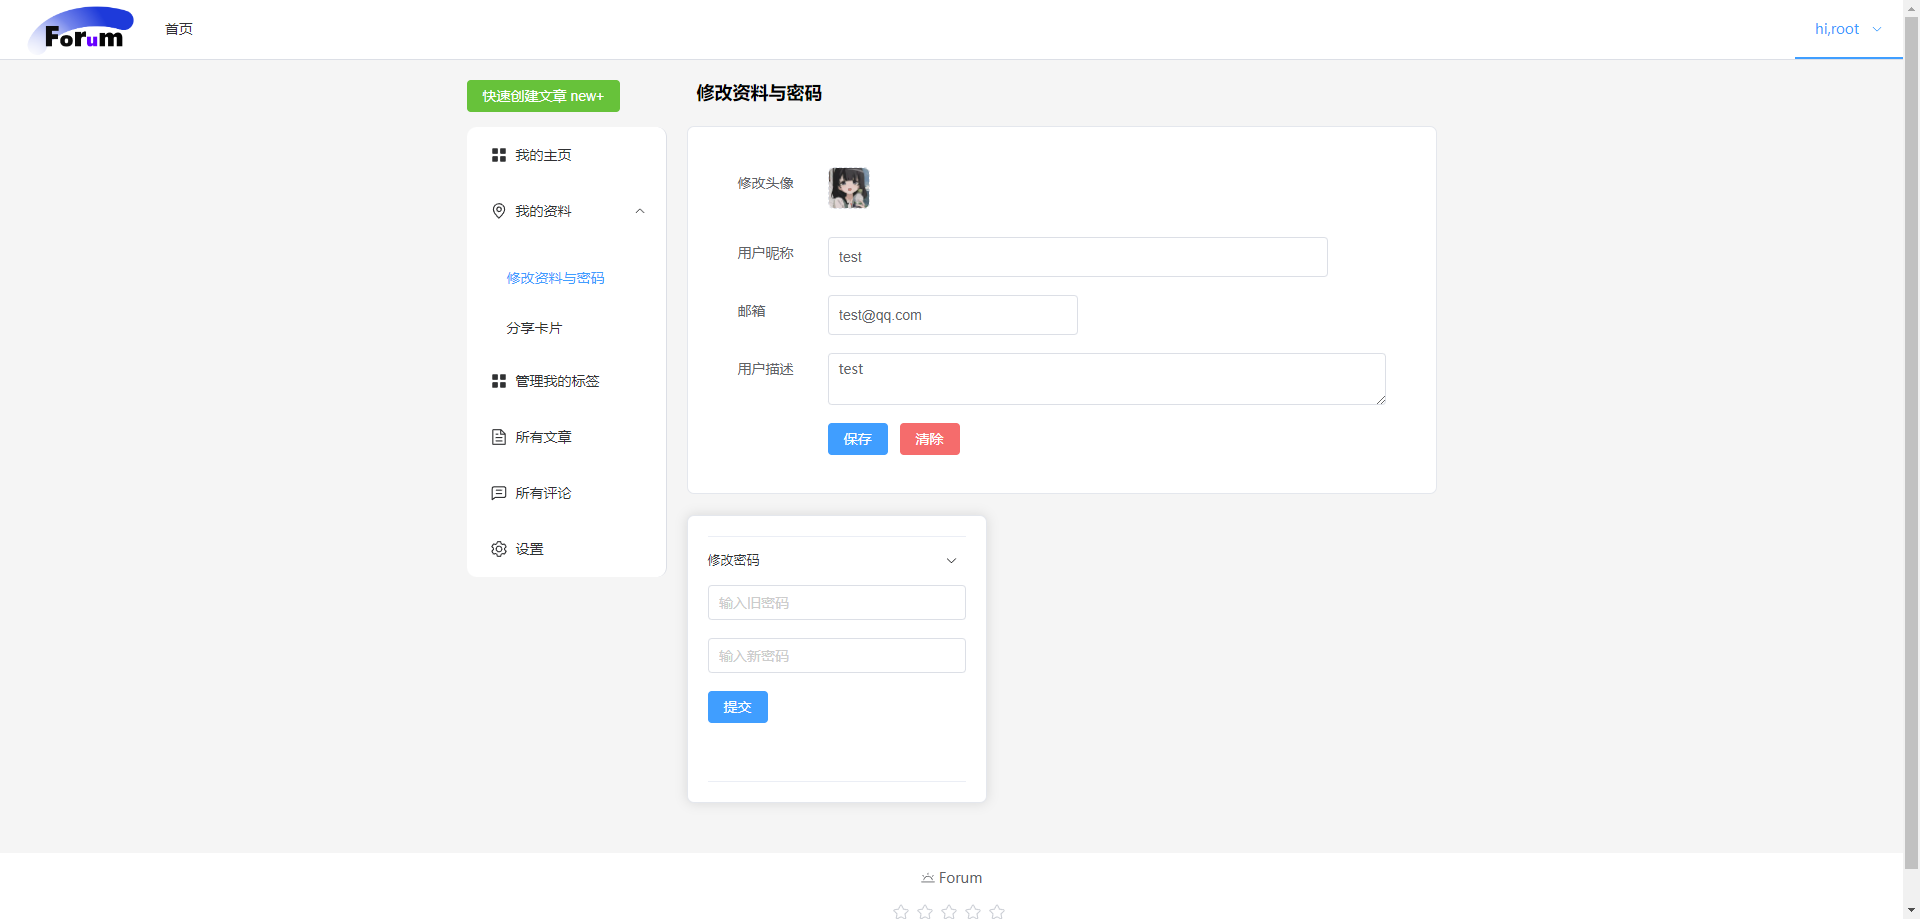 Forum
首页
hi,root
快速创建文章 new+
我的主页
我的资料
修改资料与密码
分享卡片
管理我的标签
所有文章
所有评论
设置
修改资料与密码
修改头像
用户昵称
test
邮箱
test@qq.com
用户描述
test
保存
清除
修改密码
输入旧密码
输入新密码
提交
Forum